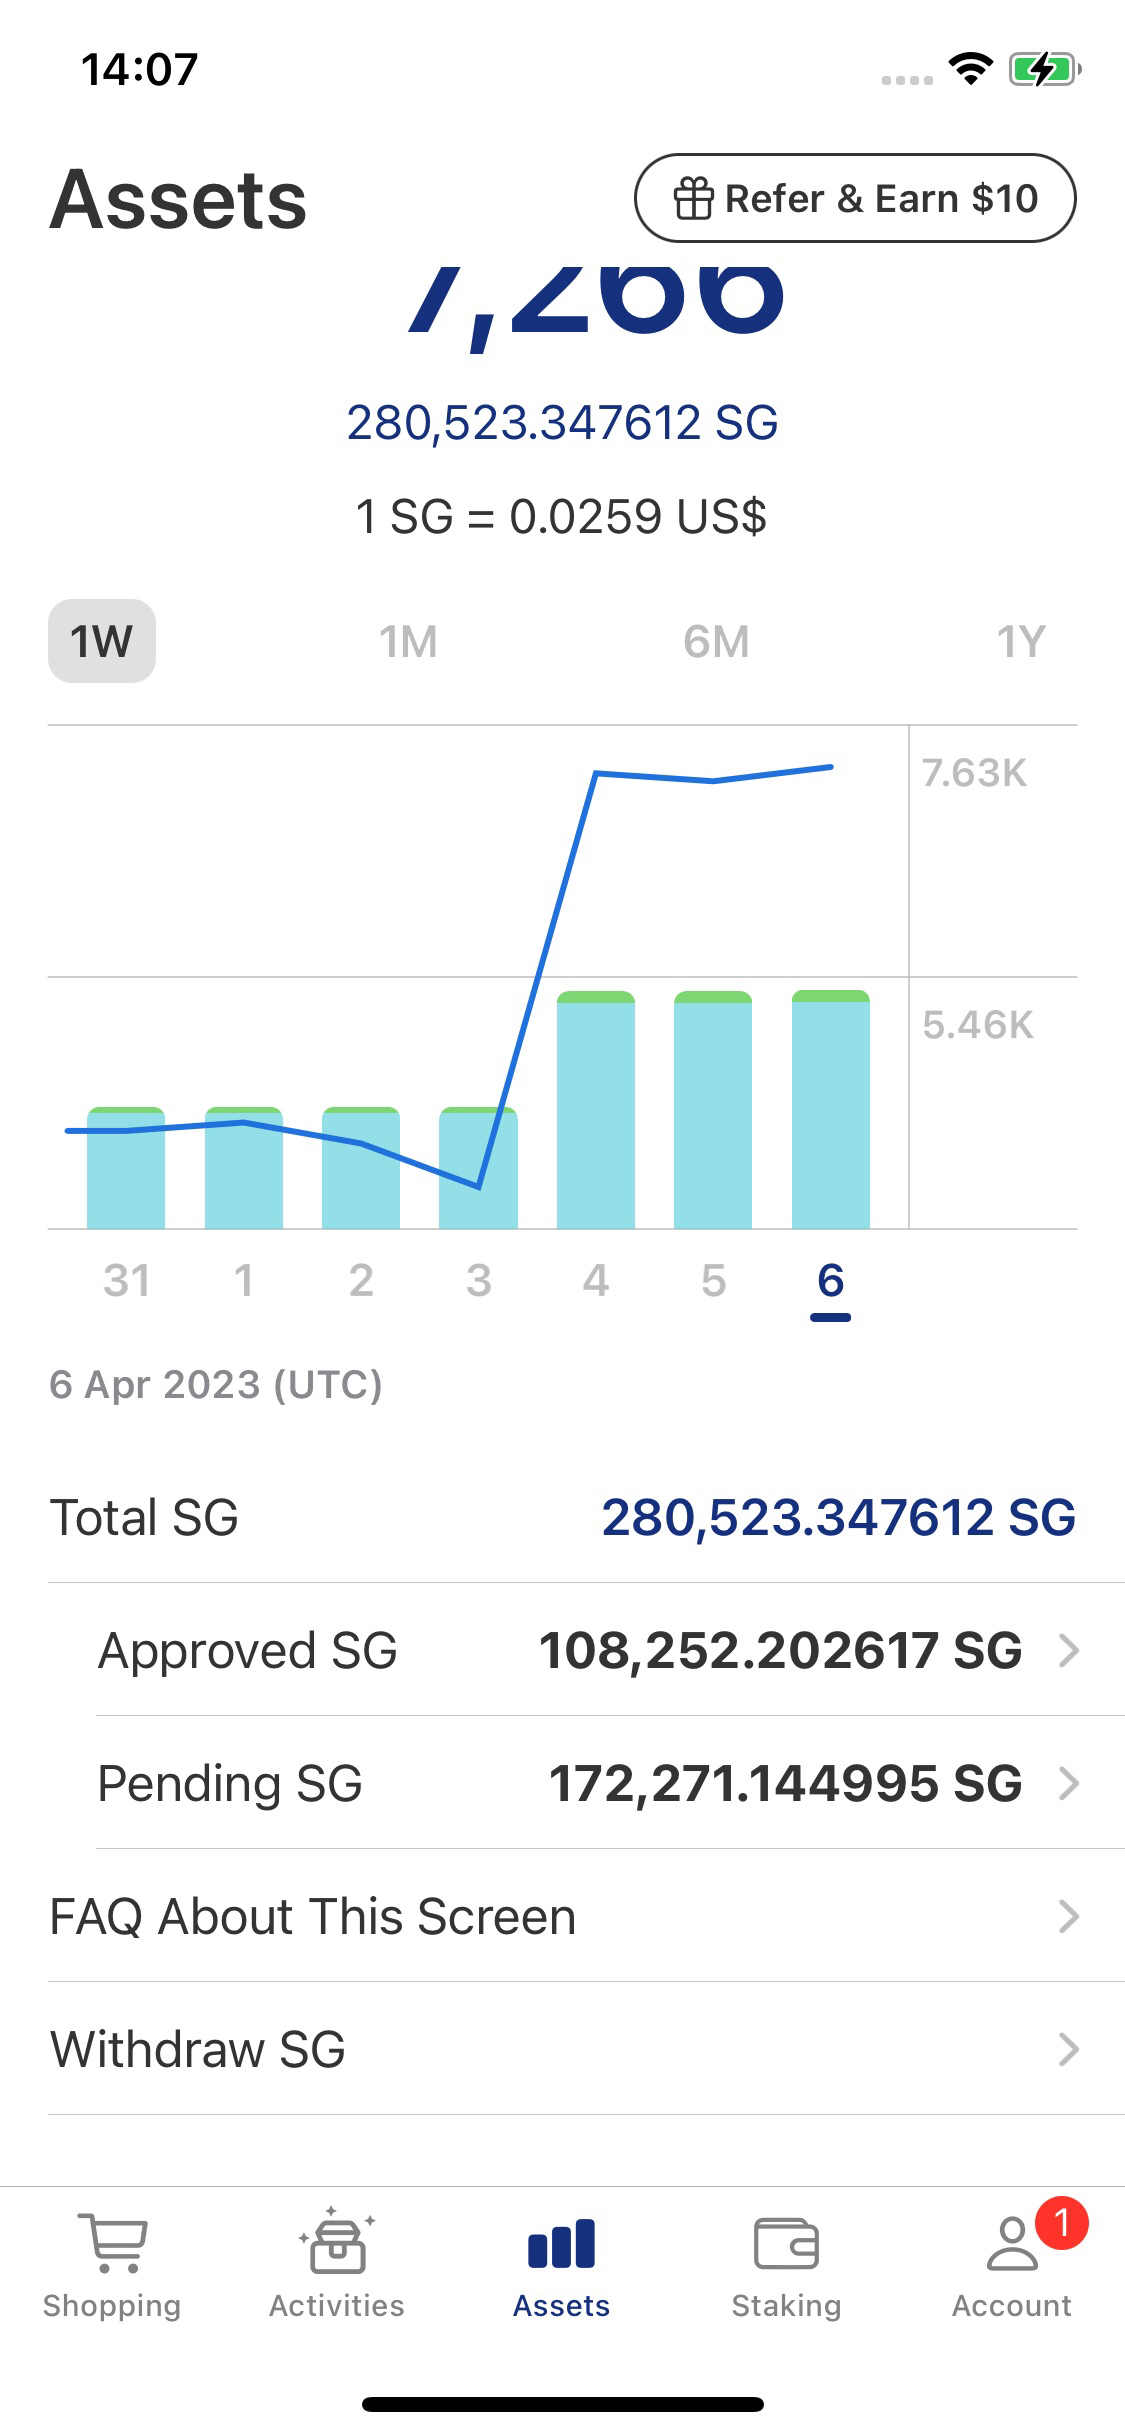 14:07
Assets
Refer & Earn $10
7,266
280,523.347612 SG
1 SG = 0.0259 US$
1W 1M 6M 1Y
7.63K
5.46K
31 1 2 3 4 5 6
6 Apr 2023 (UTC)
Total SG 280,523.347612 SG
Approved SG 108,252.202617 SG
Pending SG 172,271.144995 SG
FAQ About This Screen
Withdraw SG
1
Shopping Activities Assets Staking Account